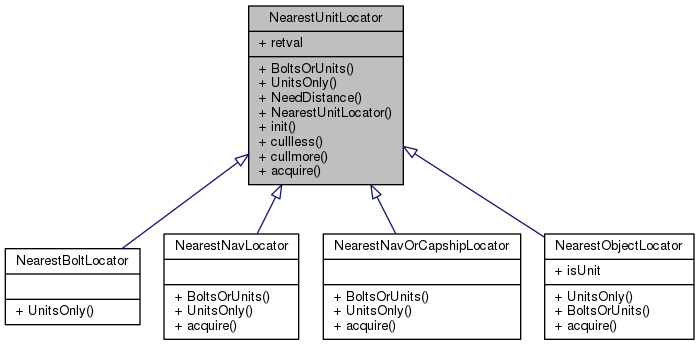 NearestUnitLocator
+ retval
+ BoltsOrUnits()
+ UnitsOnly()
+ NeedDistance()
+ NearestUnitLocator()
+ init()
+ cullless()
+ cullmore()
+ acquire()
NearestBoltLocator
+ UnitsOnly()
NearestNavLocator
+ BoltsOrUnits()
+ UnitsOnly()
+ acquire()
NearestNavOrCapshipLocator
+ BoltsOrUnits()
+ UnitsOnly()
+ acquire()
NearestObjectLocator
+ isUnit
+ UnitsOnly()
+ BoltsOrUnits()
+ acquire()